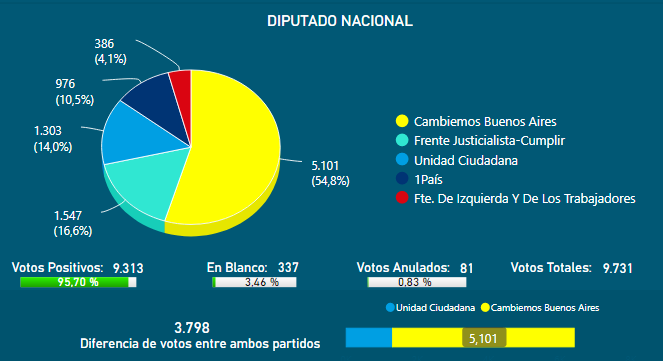 DIPUTADO NACIONAL
386
(4,1%)
976
(10,5%)
1.303
(14,0%)
1.547
(16,6%)
5.101
(54,8%)
Cambiemos Buenos Aires
Frente Justicialista-Cumplir
Unidad Ciudadana
1País
Fte. De Izquierda Y De Los Trabajadores
Votos Positivos: 9.313
95,70 %
En Blanco: 337
3,46 %
Votos Anulados: 81
0,83 %
Votos Totales: 9.731
Unidad Ciudadana Cambiemos Buenos Aires
3.798
Diferencia de votos entre ambos partidos
5,101